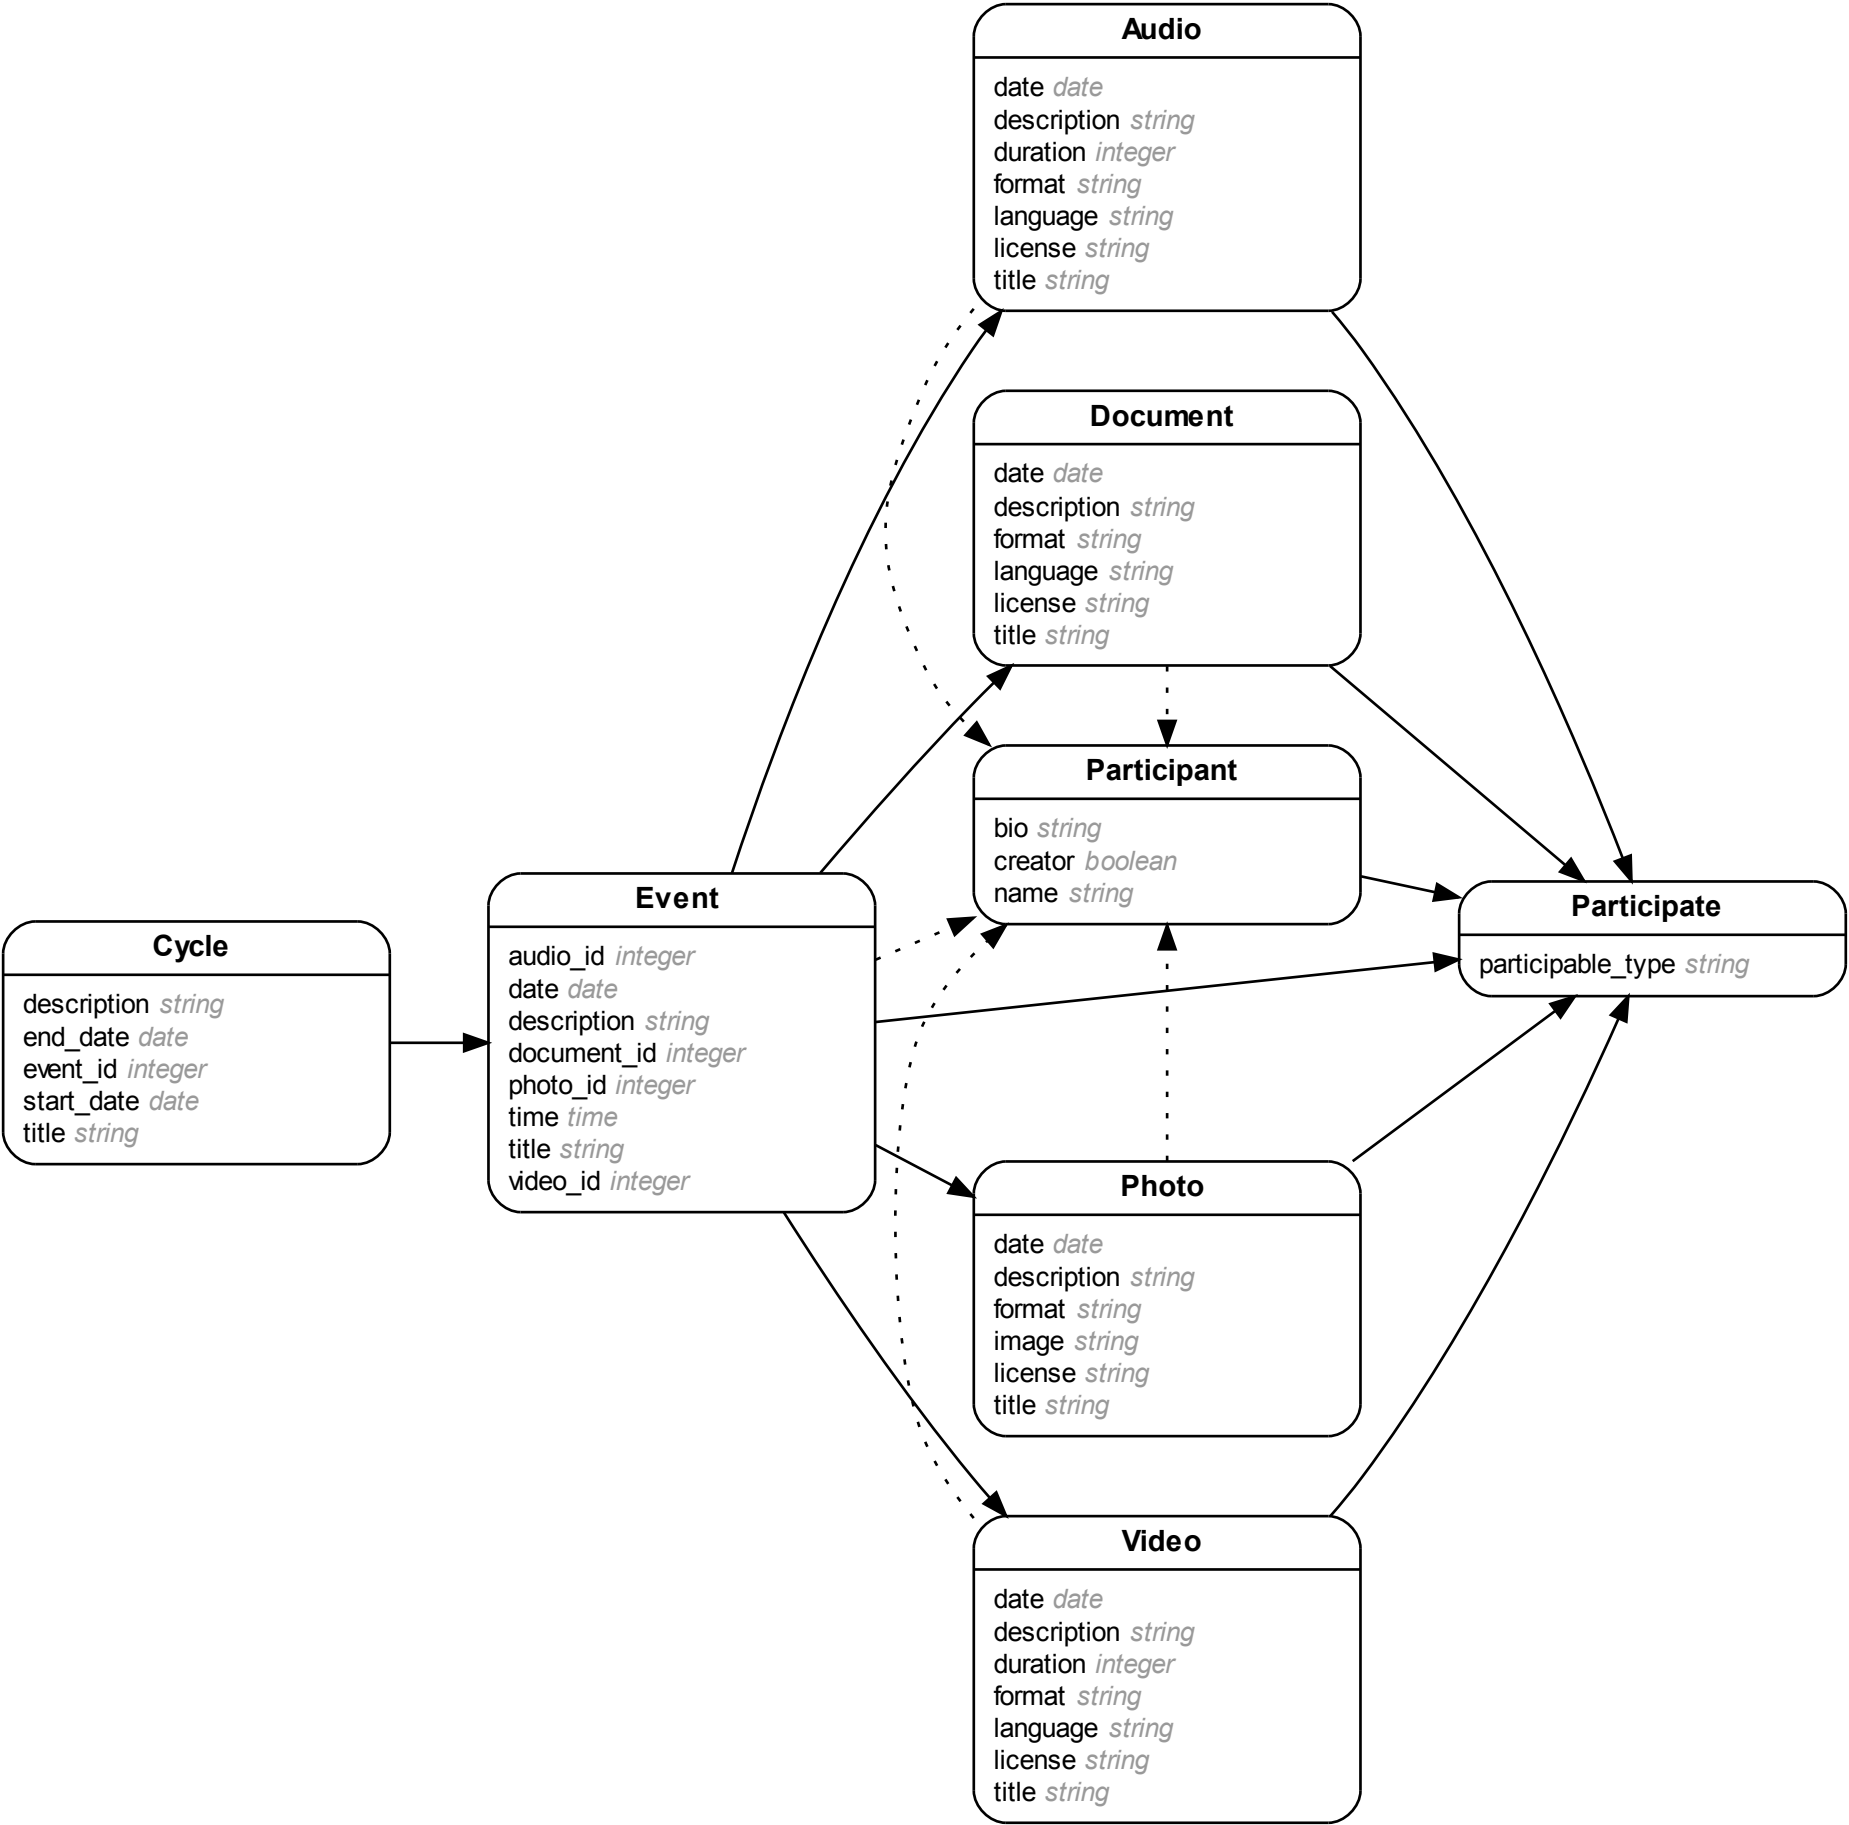 Audio
date date
description string
duration integer
format string
language string
license string
title string
Document
date date
description string
format string
language string
license string
title string
Participant
bio string
creator boolean
name string
Participate
participable_type string
Event
audio_id integer
date date
description string
document_id integer
photo_id integer
time time
title string
video_id integer
Cycle
description string
end_date date
event_id integer
start_date date
title string
Photo
date date
description string
format string
image string
license string
title string
Video
date date
description string
duration integer
format string
language string
license string
title string